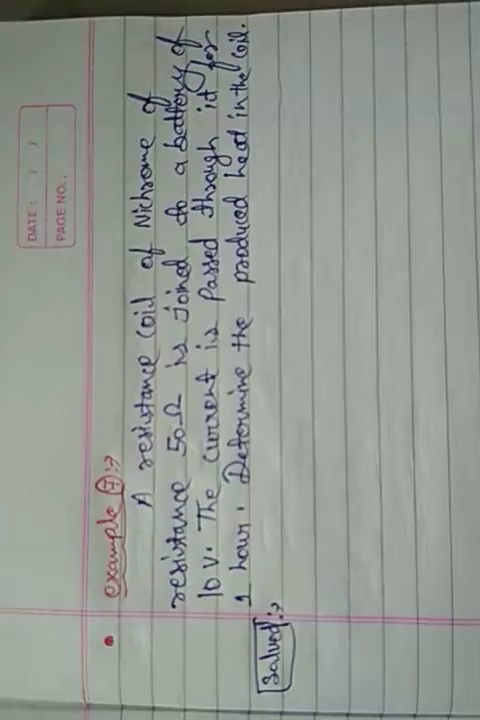 DATE: / /
PAGE NO.:
• example (7):→
A resistance coil of Nichrome of
resistance 50Ω is joined to a battery of
10 V. The current is passed through it for
1 hour. Determine the produced heat in the coil.
Solved:→